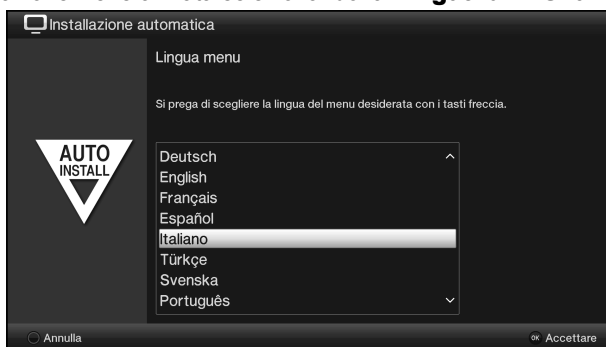 Installazione automatica
Lingua menu
Si prega di scegliere la lingua del menu desiderata con i tasti freccia.
AUTO
INSTALL
Deutsch
English
Français
Español
Italiano
Türkçe
Svenska
Português
Annulla
OK Accettare